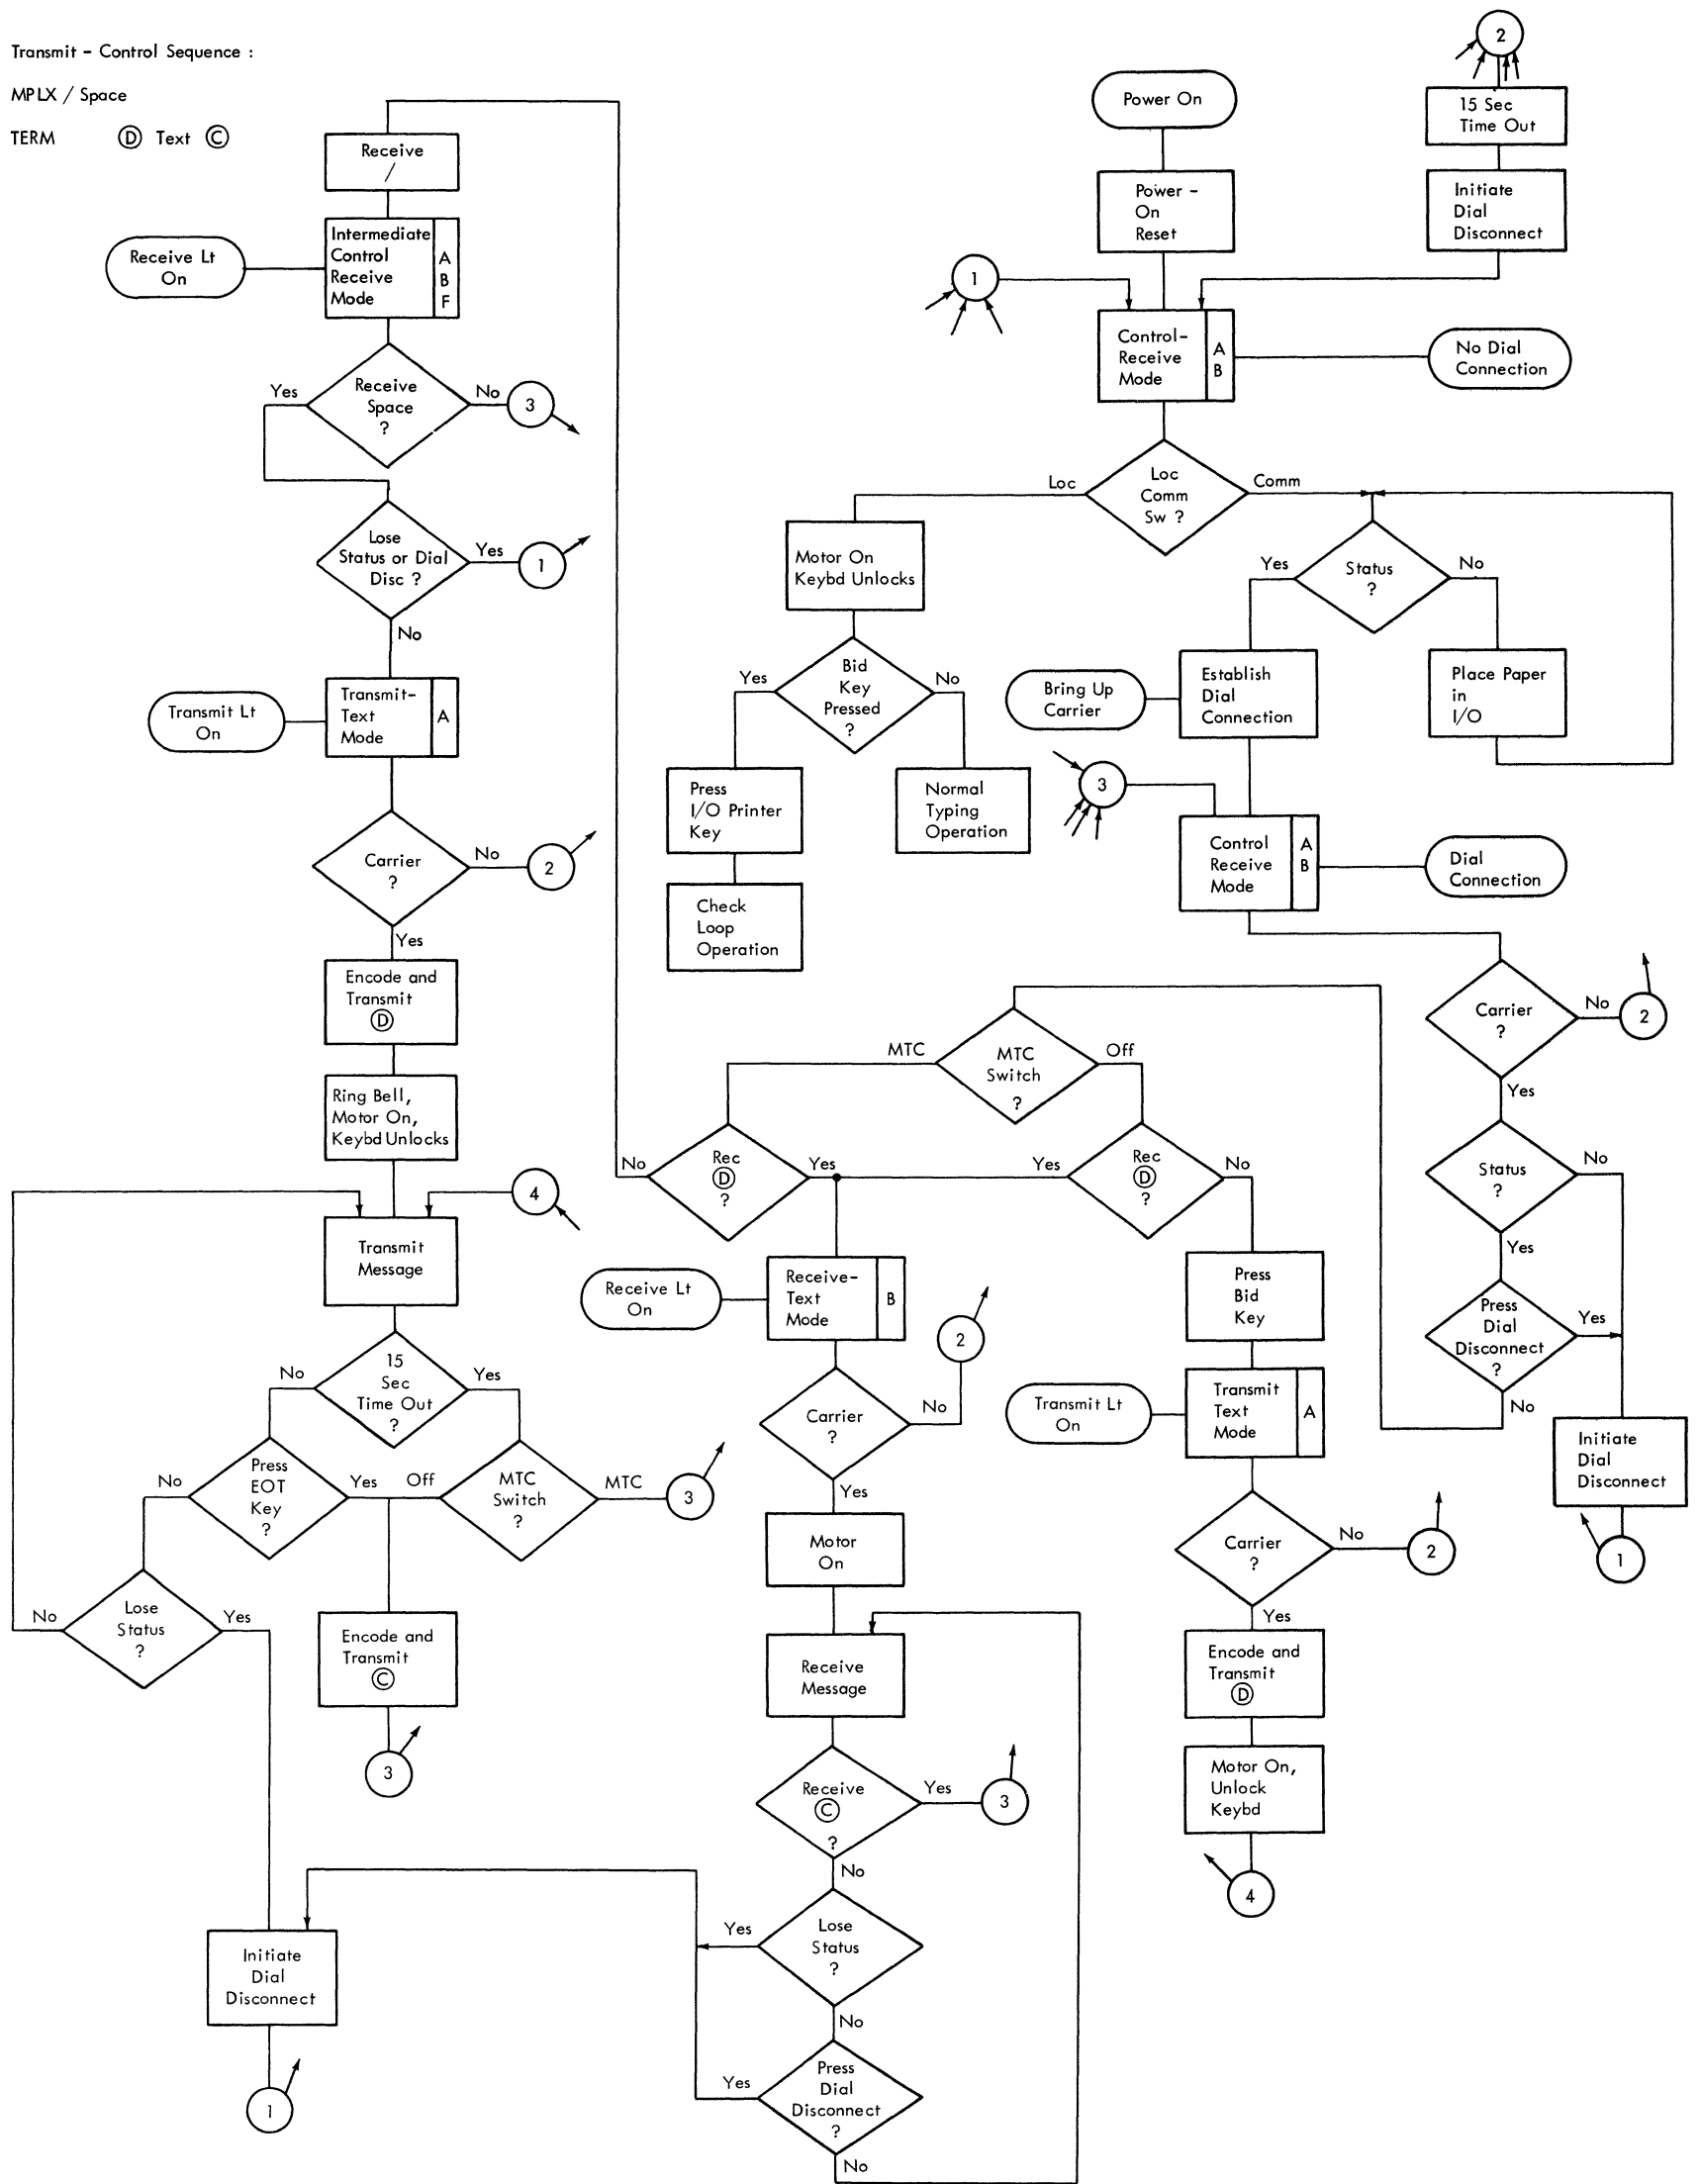 Transmit - Control Sequence :
MPLX / Space
TERM Ⓓ Text Ⓒ
Receive
/
Receive Lt
On
Intermediate
Control
Receive
Mode
A
B
F
Receive
Space
?
Yes
No
3
Lose
Status or Dial
Disc ?
Yes
1
No
Transmit Lt
On
Transmit-
Text
Mode
A
Carrier
?
No
2
Yes
Encode and
Transmit
Ⓓ
Ring Bell,
Motor On,
Keybd Unlocks
4
Transmit
Message
15
Sec
Time Out
?
No
Yes
Press
EOT
Key
?
No
Yes
Off
MTC
Switch
?
MTC
3
Lose
Status
?
No
Yes
Encode and
Transmit
Ⓒ
3
Initiate
Dial
Disconnect
1
Power On
Power -
On
Reset
1
Control-
Receive
Mode
A
B
No Dial
Connection
2
15 Sec
Time Out
Initiate
Dial
Disconnect
Loc
Comm
Sw ?
Loc
Comm
Motor On
Keybd Unlocks
Bid
Key
Pressed
?
Yes
No
Press
I/O Printer
Key
Normal
Typing
Operation
Check
Loop
Operation
Status
?
Yes
No
Bring Up
Carrier
Establish
Dial
Connection
Place Paper
in
I/O
3
Control
Receive
Mode
A
B
Dial
Connection
Carrier
?
No
2
Yes
Status
?
No
Yes
Press
Dial
Disconnect
?
Yes
No
Initiate
Dial
Disconnect
1
MTC
Switch
?
MTC
Off
No
Rec
Ⓓ
?
Yes
Yes
Rec
Ⓓ
?
No
Receive Lt
On
Receive-
Text
Mode
B
2
Carrier
?
No
Yes
Motor
On
Receive
Message
Receive
Ⓒ
?
Yes
3
No
Lose
Status
?
Yes
No
Press
Dial
Disconnect
?
Yes
No
Press
Bid
Key
Transmit Lt
On
Transmit
Text
Mode
A
Carrier
?
No
2
Yes
Encode and
Transmit
Ⓓ
Motor On,
Unlock
Keybd
4